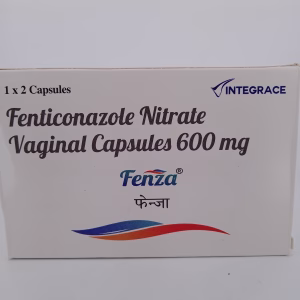 1 x 2 Capsules
INTEGRACE
Fenticonazole Nitrate
Vaginal Capsules 600 mg
Fenza®
फेन्ज़ा